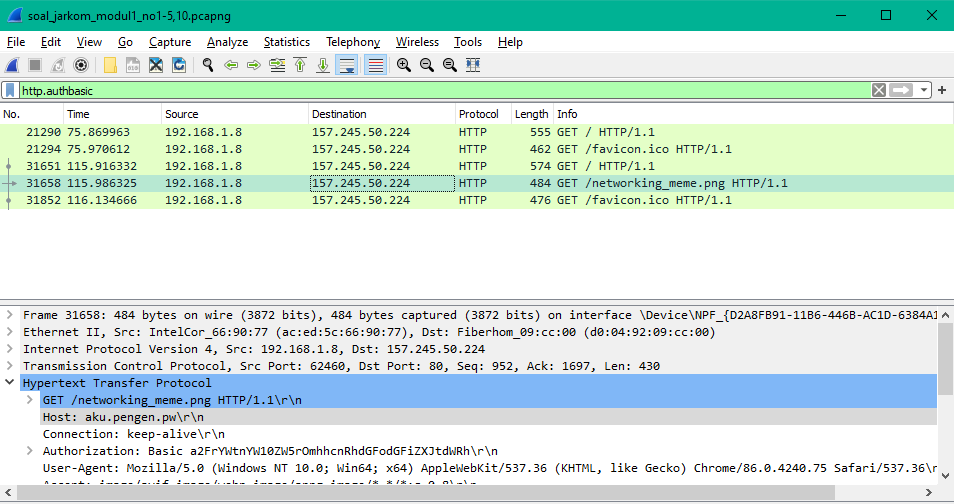 soal_jarkom_modul1_no1-5,10.pcapng
File Edit View Go Capture Analyze Statistics Telephony Wireless Tools Help
http.authbasic
No. Time Source Destination Protocol Length Info
21290 75.869963 192.168.1.8 157.245.50.224 HTTP 555 GET / HTTP/1.1
21294 75.970612 192.168.1.8 157.245.50.224 HTTP 462 GET /favicon.ico HTTP/1.1
31651 115.916332 192.168.1.8 157.245.50.224 HTTP 574 GET / HTTP/1.1
31658 115.986325 192.168.1.8 157.245.50.224 HTTP 484 GET /networking_meme.png HTTP/1.1
31852 116.134666 192.168.1.8 157.245.50.224 HTTP 476 GET /favicon.ico HTTP/1.1
Frame 31658: 484 bytes on wire (3872 bits), 484 bytes captured (3872 bits) on interface \Device\NPF_{D2A8FB91-11B6-446B-AC1D-6384A1
Ethernet II, Src: IntelCor_66:90:77 (ac:ed:5c:66:90:77), Dst: Fiberhom_09:cc:00 (d0:04:92:09:cc:00)
Internet Protocol Version 4, Src: 192.168.1.8, Dst: 157.245.50.224
Transmission Control Protocol, Src Port: 62460, Dst Port: 80, Seq: 952, Ack: 1697, Len: 430
Hypertext Transfer Protocol
GET /networking_meme.png HTTP/1.1\r\n
Host: aku.pengen.pw\r\n
Connection: keep-alive\r\n
Authorization: Basic a2FrYWtnYW10ZW5rOmhhcnRhdGFodGFiZXJtdWRh\r\n
User-Agent: Mozilla/5.0 (Windows NT 10.0; Win64; x64) AppleWebKit/537.36 (KHTML, like Gecko) Chrome/86.0.4240.75 Safari/537.36\r